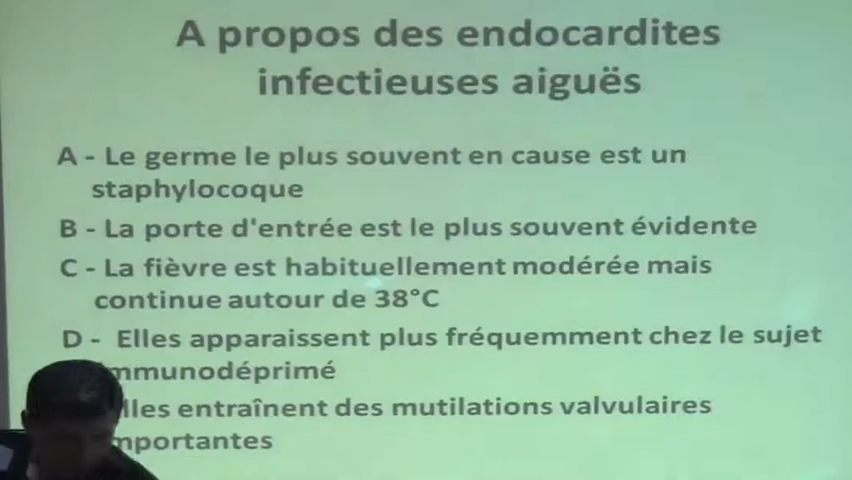 A propos des endocardites
infectieuses aiguës
A - Le germe le plus souvent en cause est un
staphylocoque
B - La porte d'entrée est le plus souvent évidente
C - La fièvre est habituellement modérée mais
continue autour de 38°C
D - Elles apparaissent plus fréquemment chez le sujet
mmunodéprimé
lles entraînent des mutilations valvulaires
mportantes